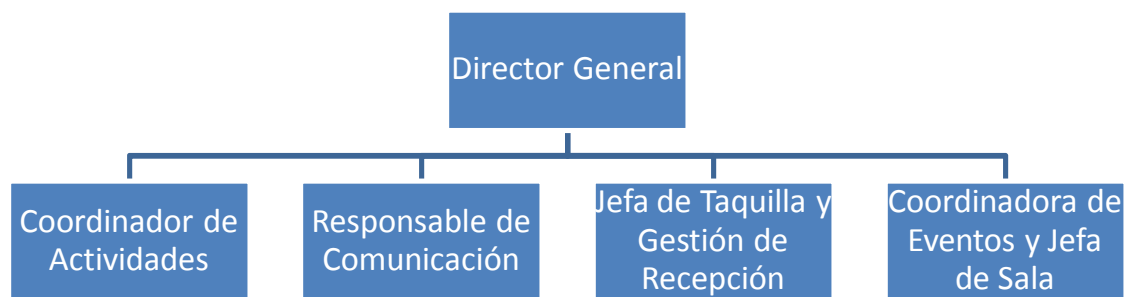 Director General
Coordinador de
Actividades
Responsable de
Comunicación
Jefa de Taquilla y
Gestión de
Recepción
Coordinadora de
Eventos y Jefa
de Sala